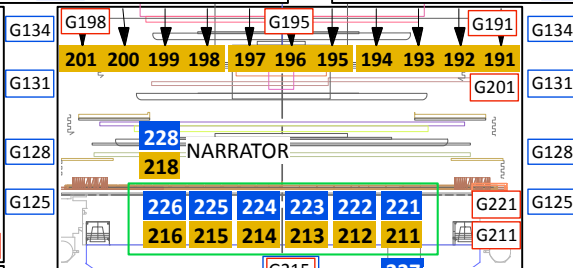 G198 G195 G191
G134 G134
201 200 199 198 197 196 195 194 193 192 191
G131 G201 G131
228
218 NARRATOR
G128 G128
G125 226 225 224 223 222 221 G221 G125
216 215 214 213 212 211 G211